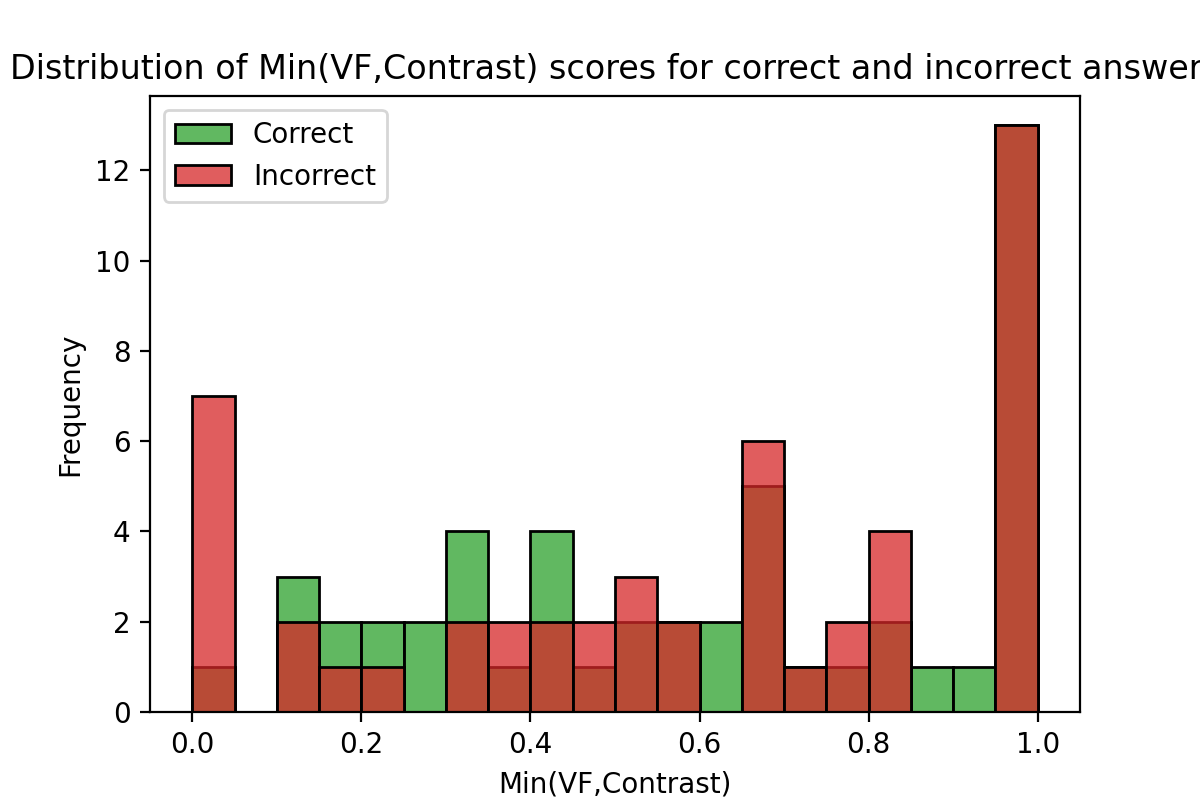 Distribution of Min(VF,Contrast) scores for correct and incorrect answer
Correct
Incorrect
Frequency
12
10
8
6
4
2
0
0.0 0.2 0.4 0.6 0.8 1.0
Min(VF,Contrast)